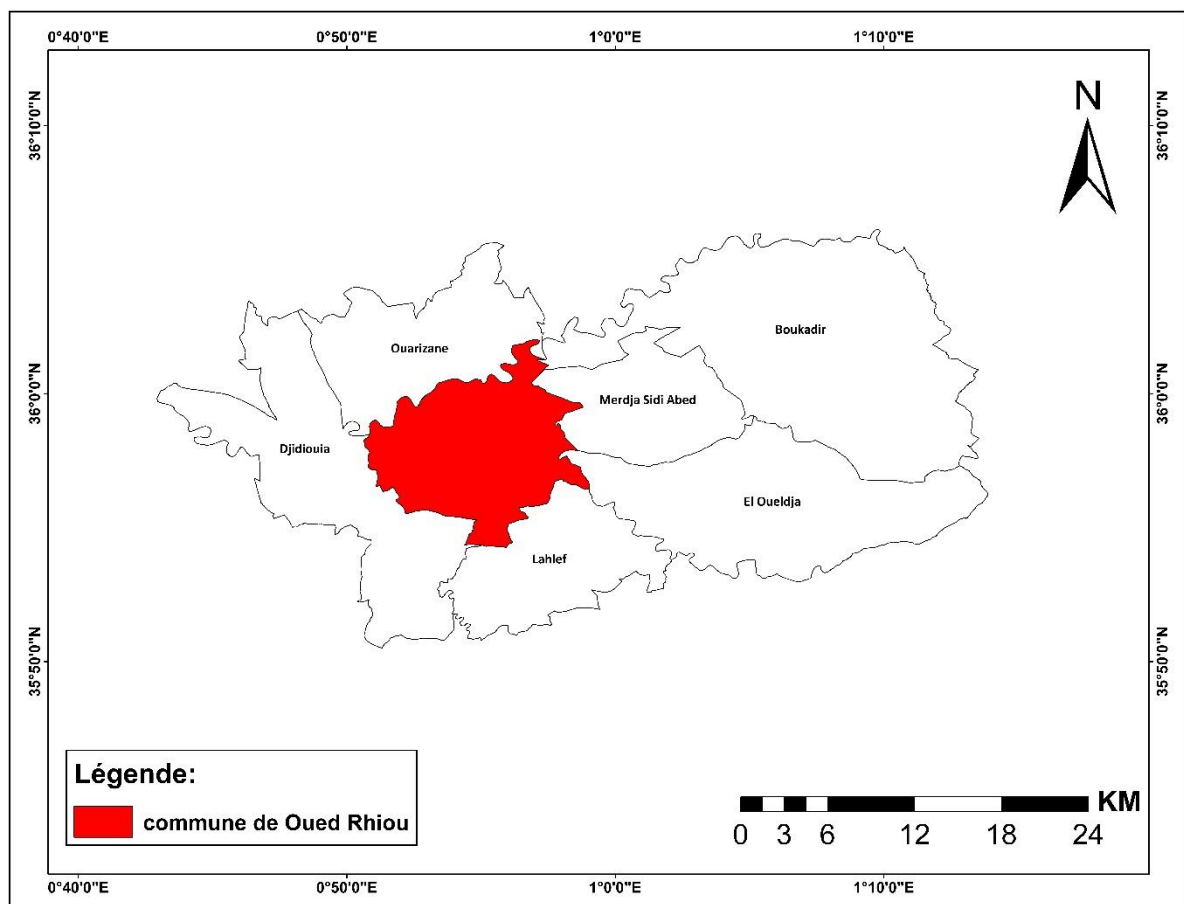 0°40'0"E 0°50'0"E 1°0'0"E 1°10'0"E
N
36°10'0"N 36°10'0"N
Boukadir
Ouarizane
36°0'0"N 36°0'0"N
Merdja Sidi Abed
Djidiouia
El Oueldja
Lahlef
35°50'0"N 35°50'0"N
Légende:
commune de Oued Rhiou
KM
0 3 6 12 18 24
0°40'0"E 0°50'0"E 1°0'0"E 1°10'0"E